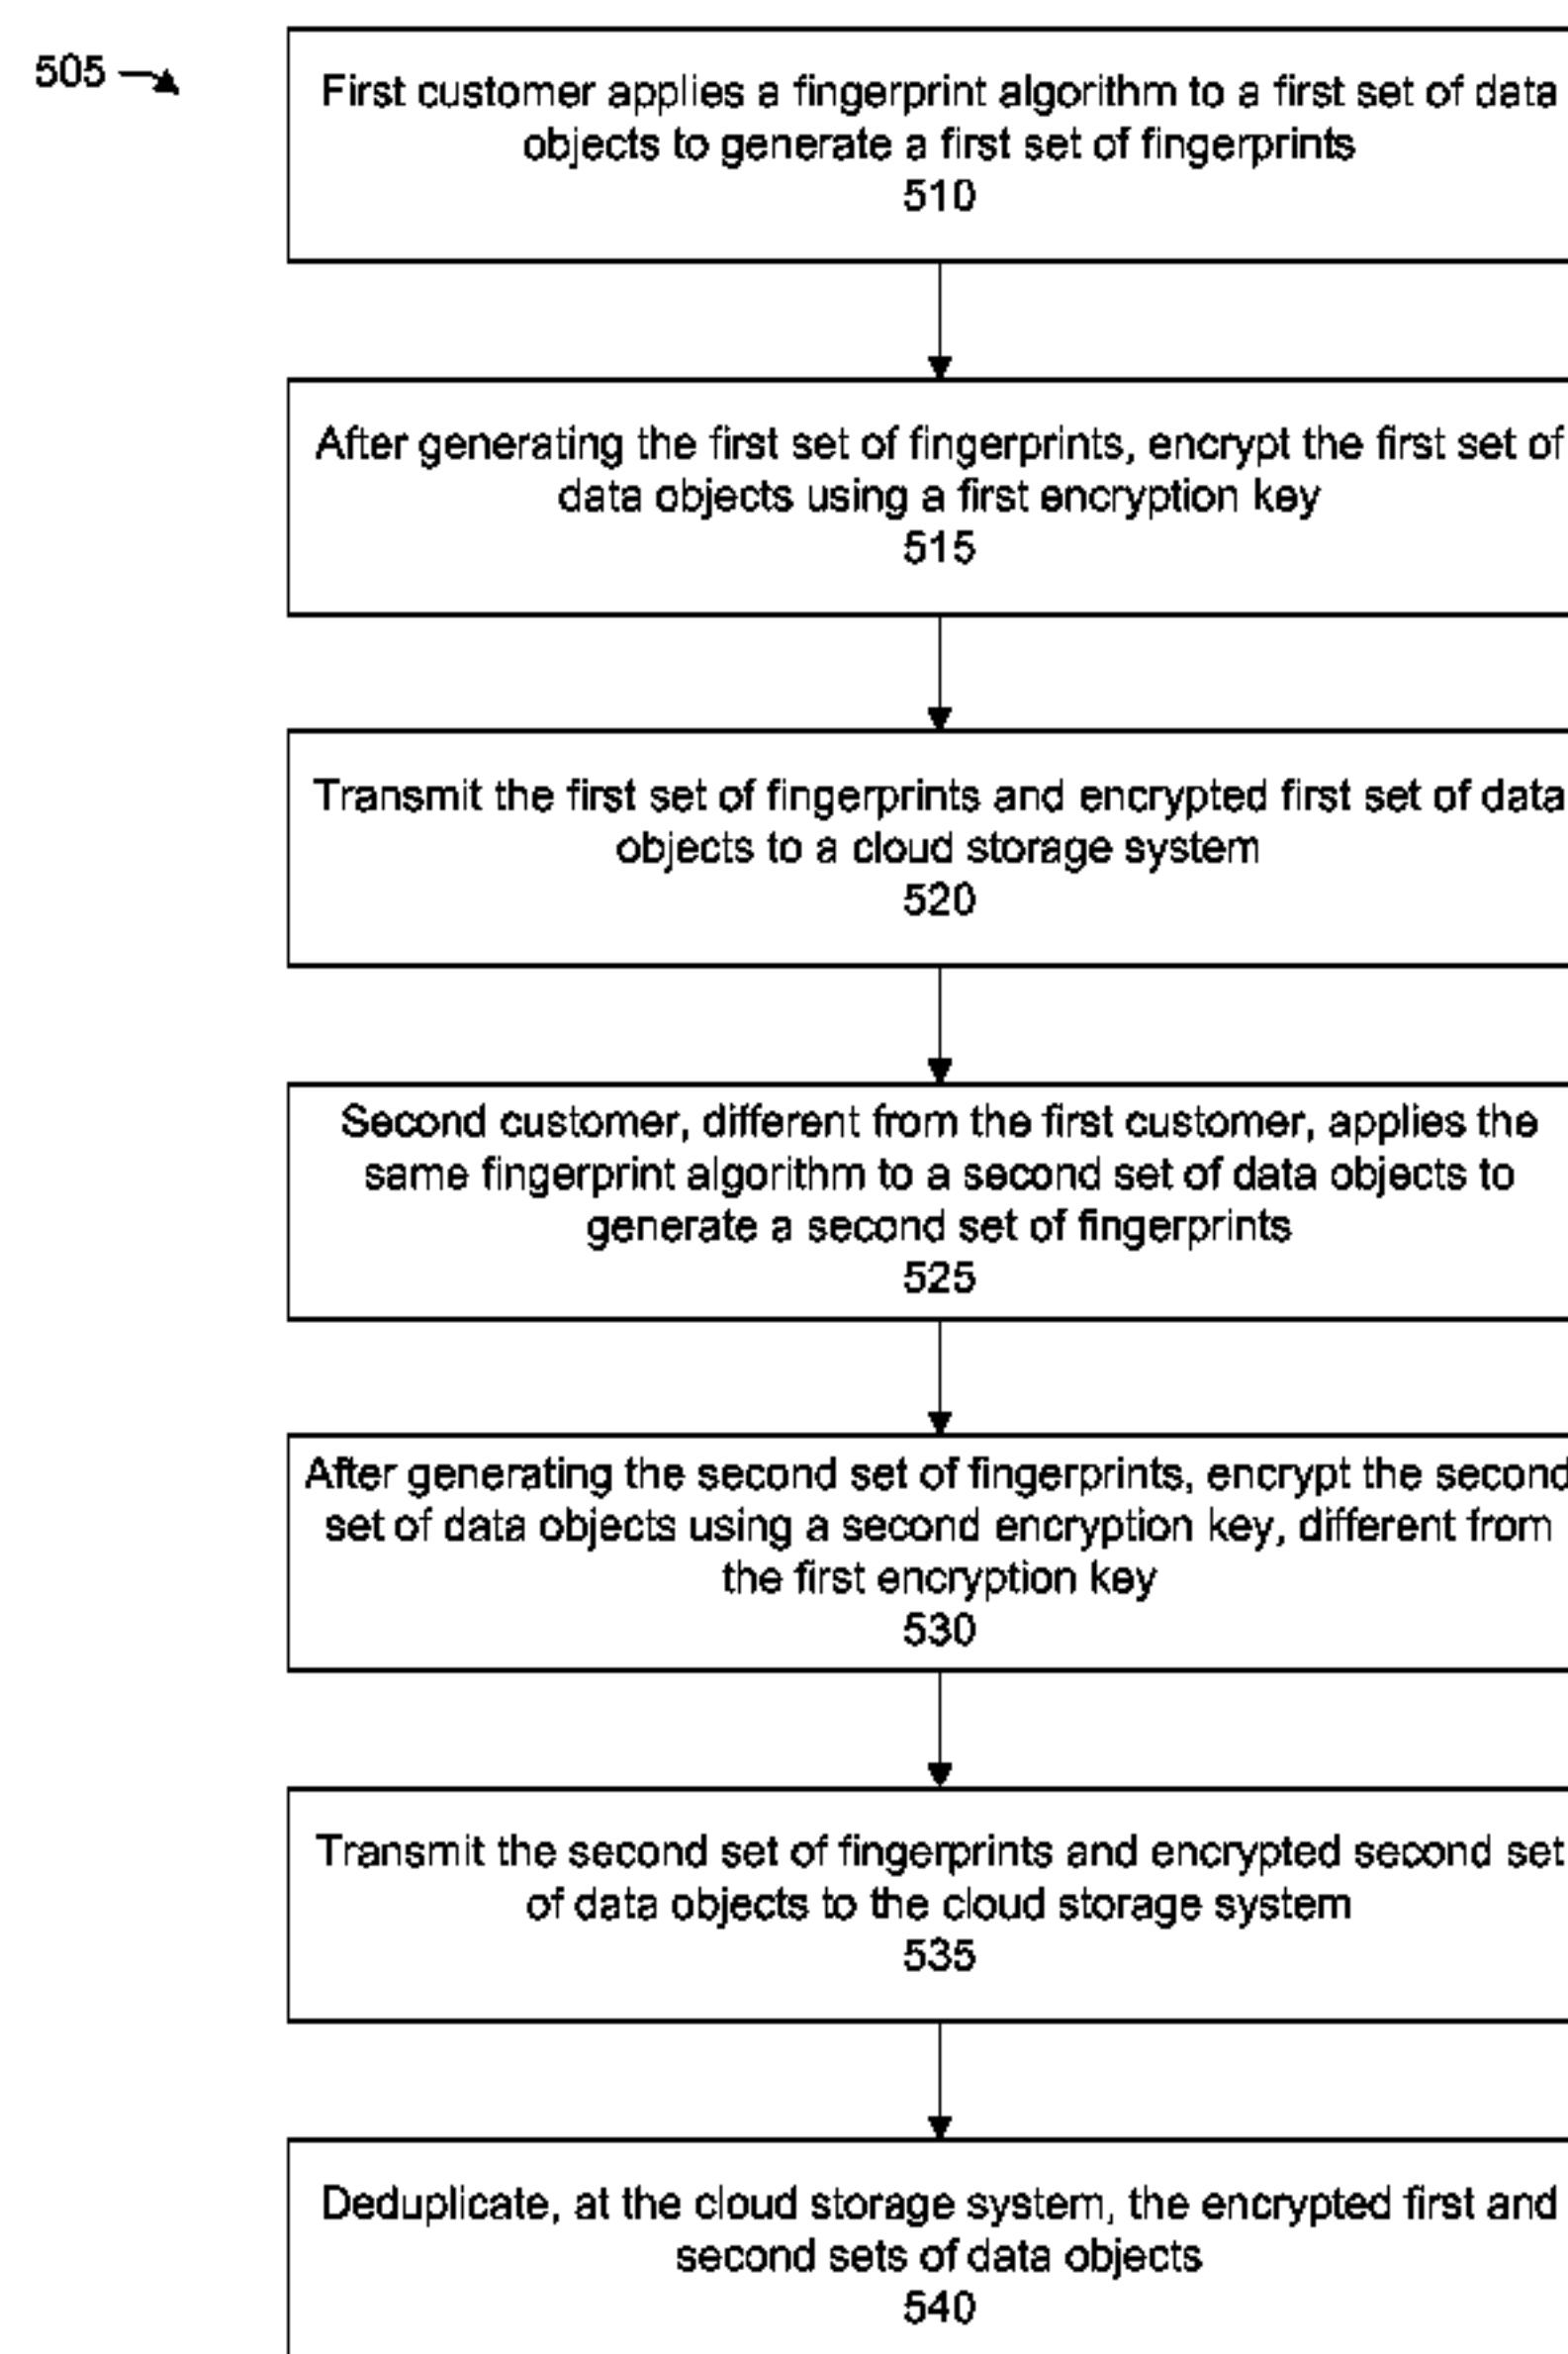 505
First customer applies a fingerprint algorithm to a first set of data
objects to generate a first set of fingerprints
510
After generating the first set of fingerprints, encrypt the first set of
data objects using a first encryption key
515
Transmit the first set of fingerprints and encrypted first set of data
objects to a cloud storage system
520
Second customer, different from the first customer, applies the
same fingerprint algorithm to a second set of data objects to
generate a second set of fingerprints
525
After generating the second set of fingerprints, encrypt the second
set of data objects using a second encryption key, different from
the first encryption key
530
Transmit the second set of fingerprints and encrypted second set
of data objects to the cloud storage system
535
Deduplicate, at the cloud storage system, the encrypted first and
second sets of data objects
540